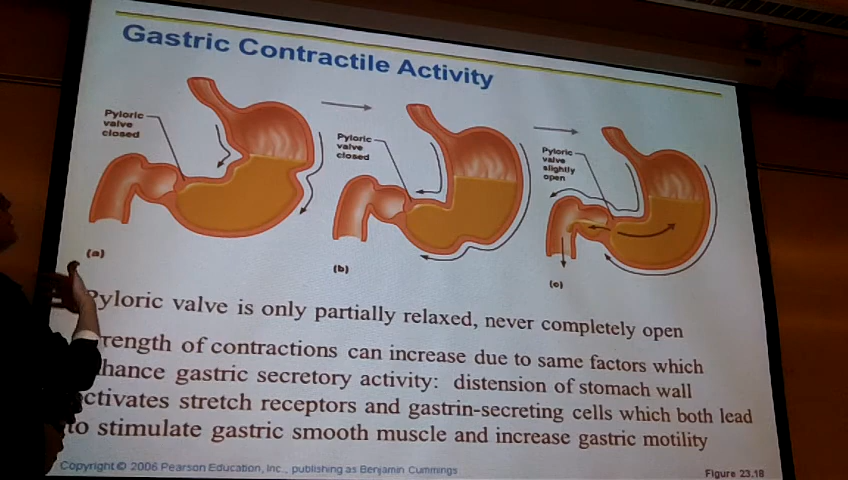 Gastric Contractile Activity
Pyloric
valve
closed
Pyloric
valve
closed
Pyloric
valve
slightly
open
(a)
(b)
(c)
Pyloric valve is only partially relaxed, never completely open
rength of contractions can increase due to same factors which
hance gastric secretory activity: distension of stomach wall
ctivates stretch receptors and gastrin-secreting cells which both lead
to stimulate gastric smooth muscle and increase gastric motility
Copyright © 2006 Pearson Education, Inc., publishing as Benjamin Cummings
Figure 23.18